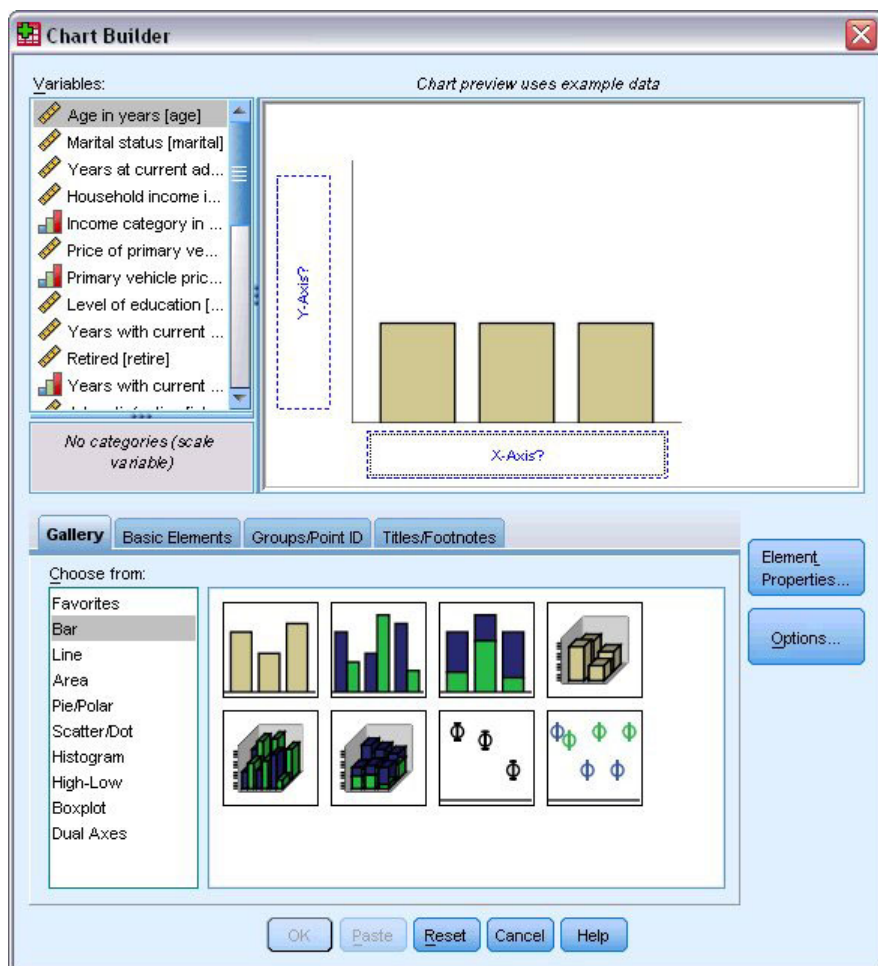 Chart Builder
Variables:
Chart preview uses example data
Age in years [age]
Marital status [marital]
Years at current ad...
Household income i...
Income category in ...
Price of primary ve...
Primary vehicle pric...
Level of education [...
Years with current ...
Retired [retire]
Years with current ...
No categories (scale
variable)
Y-Axis?
X-Axis?
Gallery
Basic Elements
Groups/Point ID
Titles/Footnotes
Choose from:
Favorites
Bar
Line
Area
Pie/Polar
Scatter/Dot
Histogram
High-Low
Boxplot
Dual Axes
Element
Properties...
Options...
OK
Paste
Reset
Cancel
Help